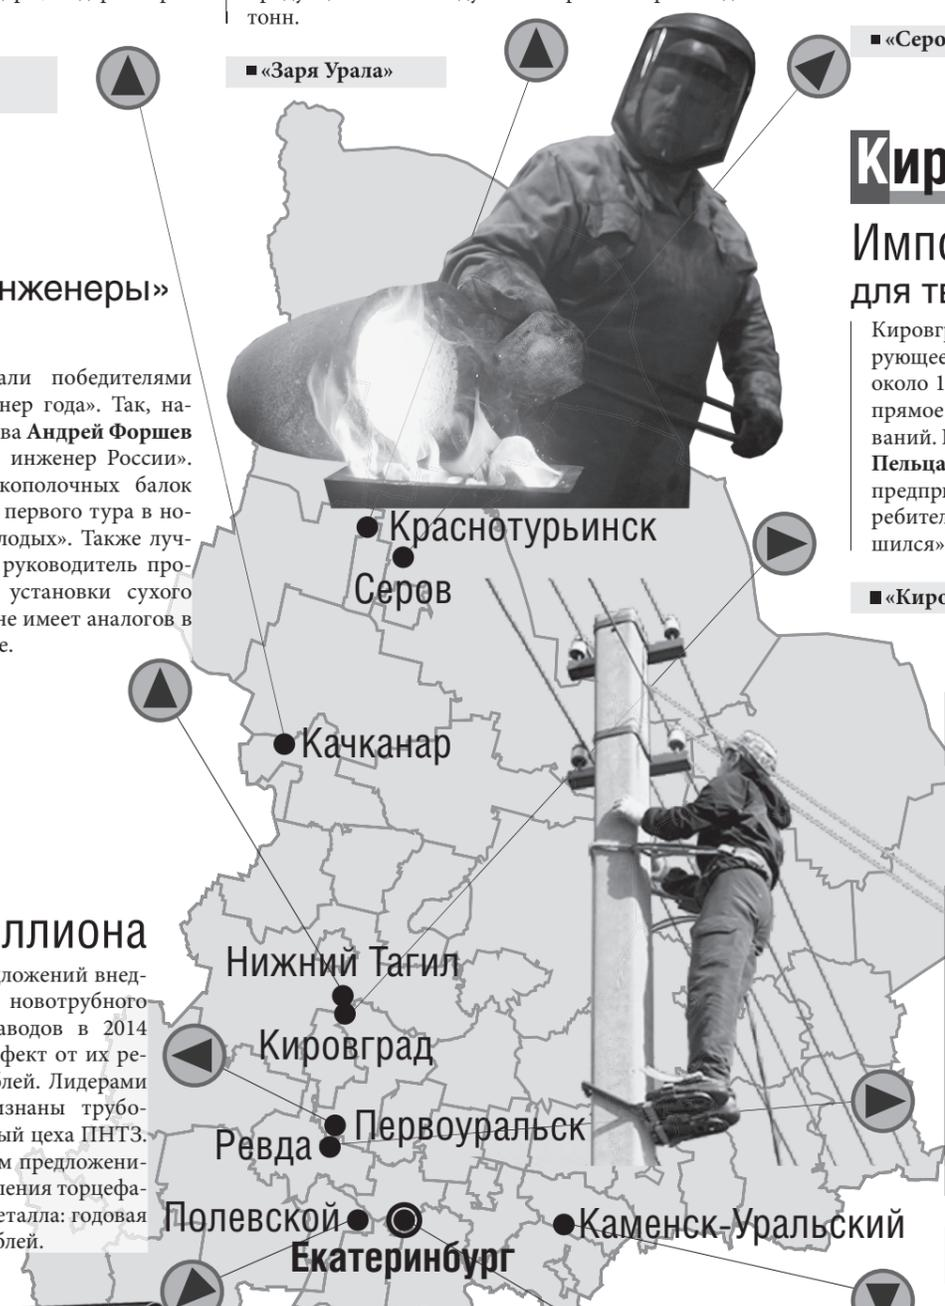 тонн.
«Заря Урала»
«Серо
Кир
Импо
для тв
нженеры»
али победителями
нер года». Так, на-
ва Андрей Форшев
инженер России».
кополочных балок
первого тура в но-
лодых». Также луч-
руководитель про-
установки сухого
не имеет аналогов в
е.
Кировгр
рующее
около 1
прямое
ваний.
Пельца
предпри
ребител
шился»
«Киро
Краснотурьинск
Серов
Качканар
ллиона
дложений внед-
новотрубного
аводов в 2014
фект от их ре-
блей. Лидерами
изнаны трубо-
ый цеха ПНТЗ.
м предложени-
ления торцефа-
еталла: годовая
блей.
Нижний Тагил
Кировград
Первоуральск
Ревда
Полевской
Екатеринбург
Каменск-Уральский